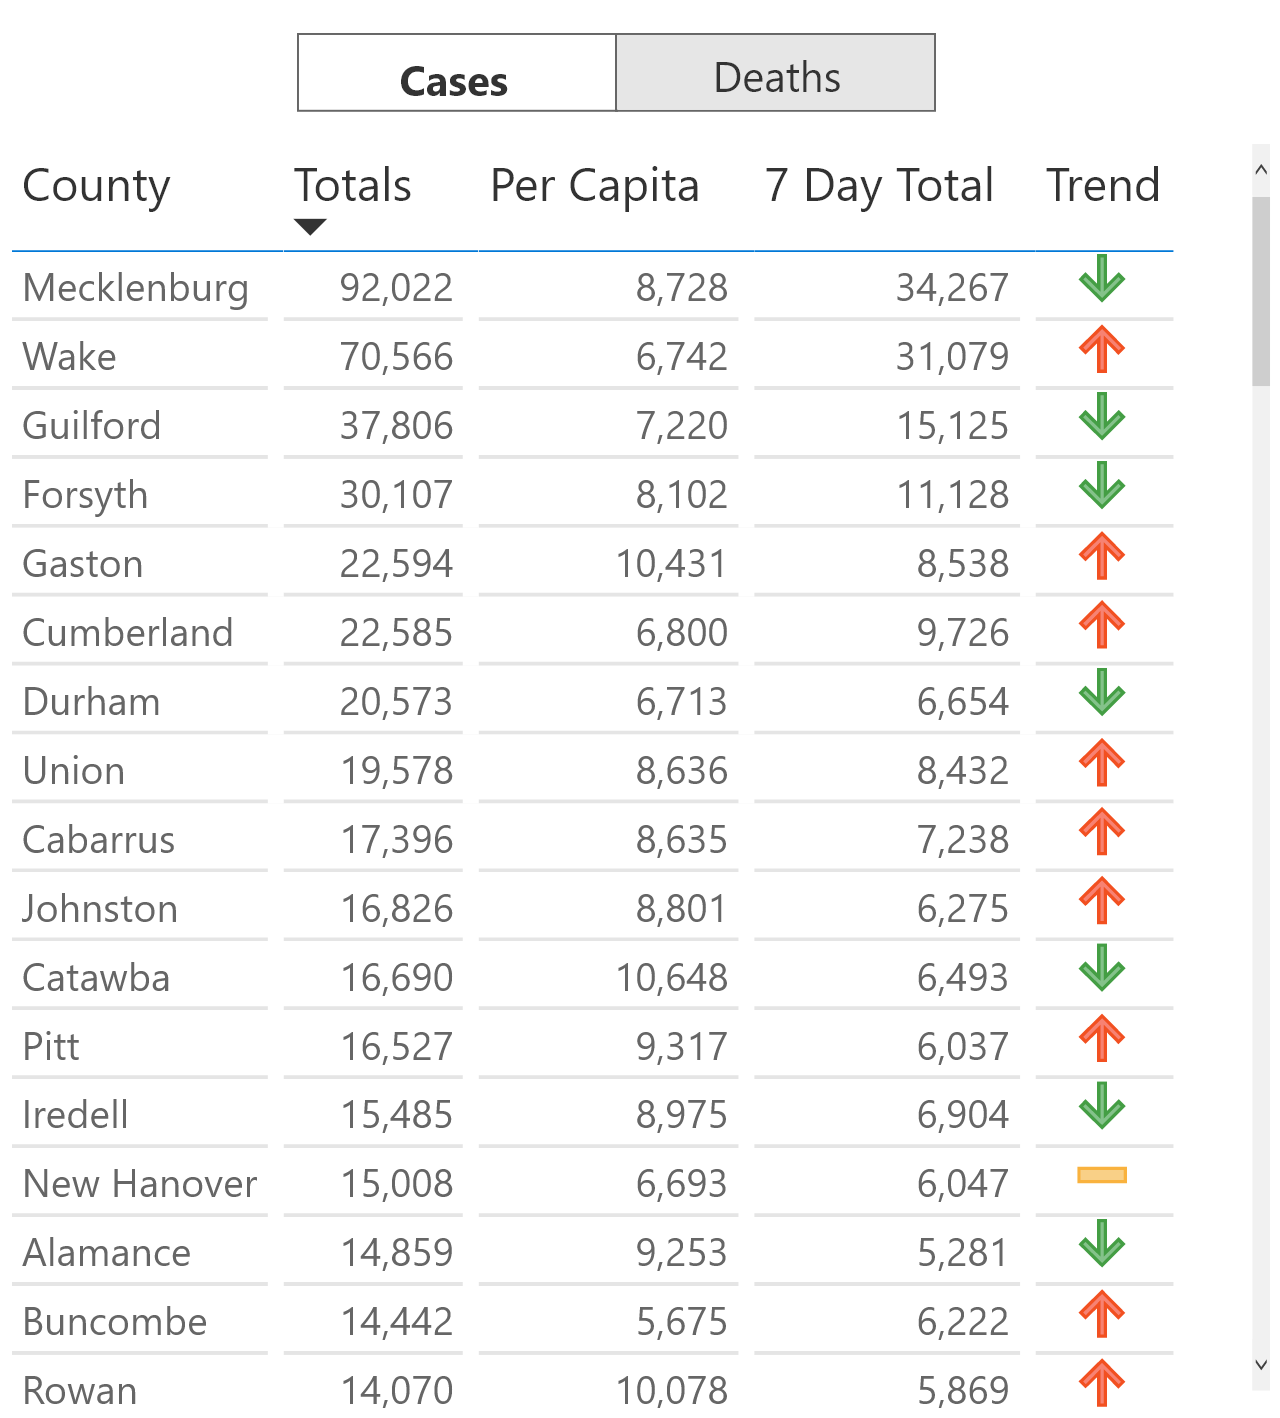 Cases Deaths
County Totals Per Capita 7 Day Total Trend
Mecklenburg 92,022 8,728 34,267
Wake 70,566 6,742 31,079
Guilford 37,806 7,220 15,125
Forsyth 30,107 8,102 11,128
Gaston 22,594 10,431 8,538
Cumberland 22,585 6,800 9,726
Durham 20,573 6,713 6,654
Union 19,578 8,636 8,432
Cabarrus 17,396 8,635 7,238
Johnston 16,826 8,801 6,275
Catawba 16,690 10,648 6,493
Pitt 16,527 9,317 6,037
Iredell 15,485 8,975 6,904
New Hanover 15,008 6,693 6,047
Alamance 14,859 9,253 5,281
Buncombe 14,442 5,675 6,222
Rowan 14,070 10,078 5,869